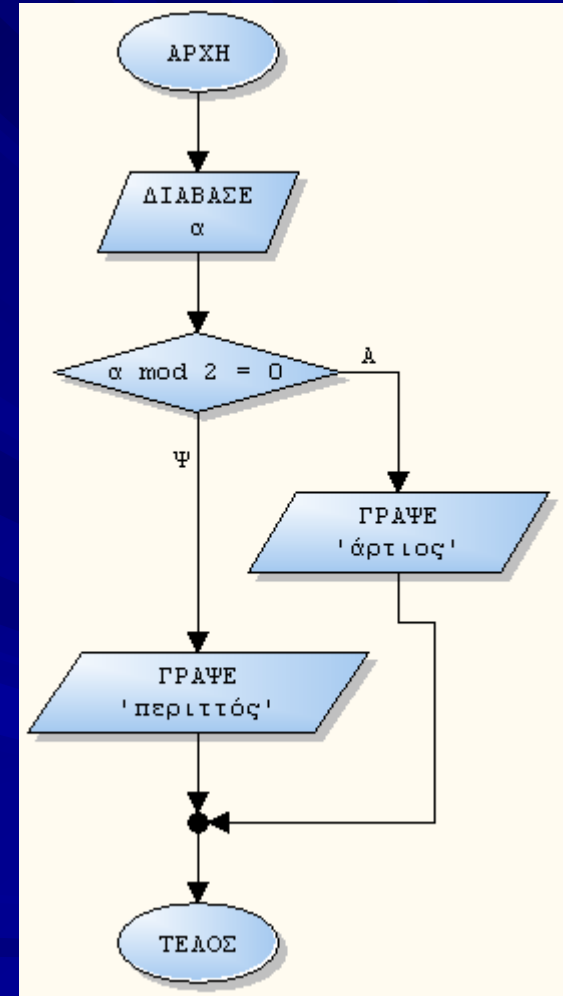 ΑΡΧΗ
ΔΙΑΒΑΣΕ
α
α mod 2 = 0
Α
Ψ
ΓΡΑΨΕ
'άρτιος'
ΓΡΑΨΕ
'περιττός'
ΤΕΛΟΣ